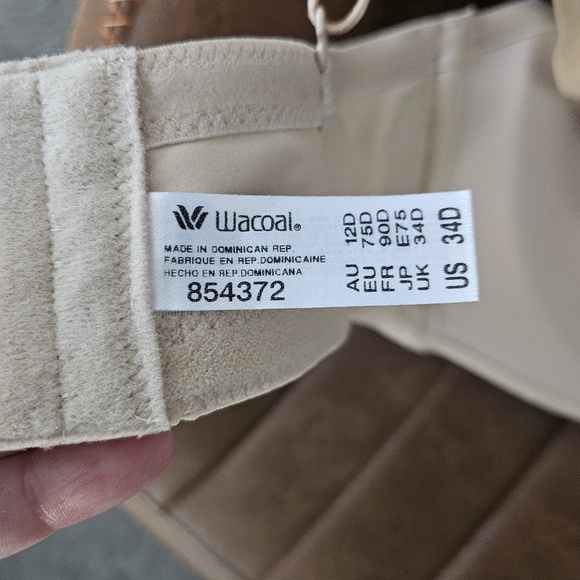 Wacoal®
MADE IN DOMINICAN REP.
FABRIQUE EN REP.DOMINICAINE
HECHO EN REP.DOMINICANA
854372
AU 12D
EU 75D
FR 90D
JP E75
UK 34D
US 34D